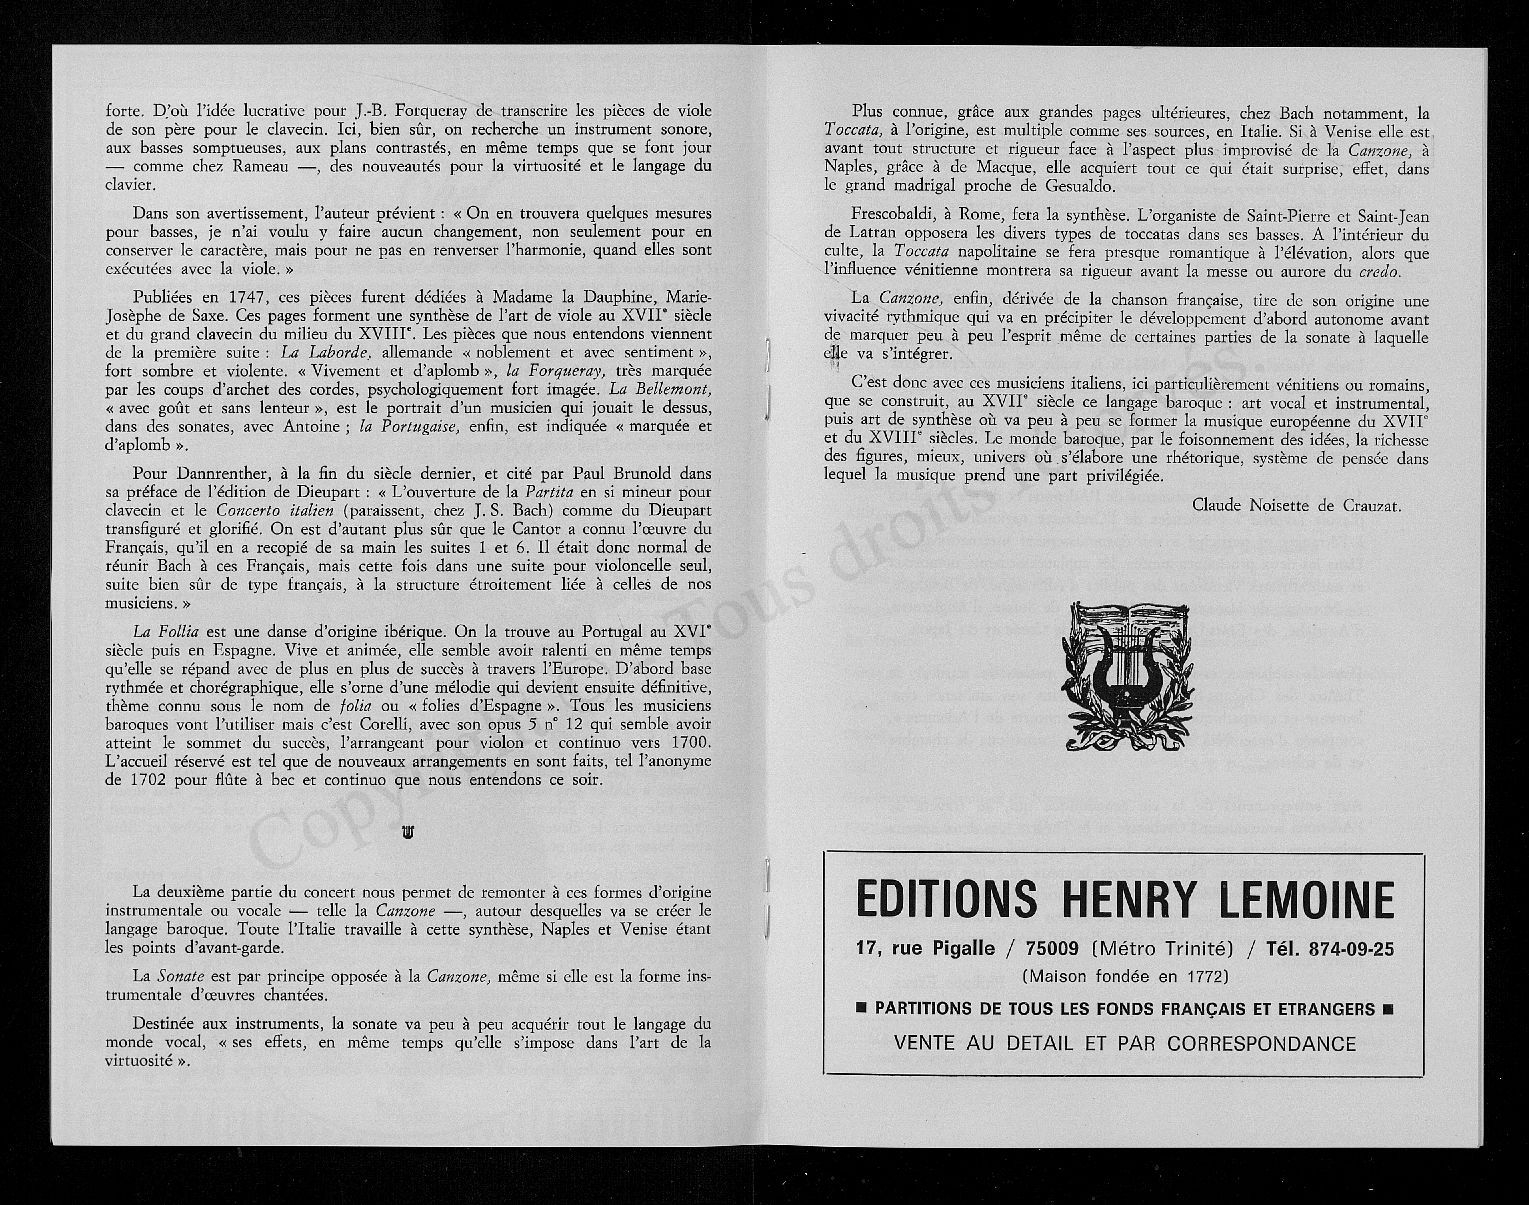 forte. D'où l'idée lucrative pour J.-B. Forqueray de transcrire les pièces de viole
de son père pour le clavecin. Ici, bien sûr, on recherche un instrument sonore,
aux basses somptueuses, aux plans contrastés, en même temps que se font jour
— comme chez Rameau —, des nouveautés pour la virtuosité et le langage du
clavier.
Dans son avertissement, l'auteur prévient : « On en trouvera quelques mesures
pour basses, je n'ai voulu y faire aucun changement, non seulement pour en
conserver le caractère, mais pour ne pas en renverser l'harmonie, quand elles sont
exécutées avec la viole. »
Publiées en 1747, ces pièces furent dédiées à Madame la Dauphine, Marie-
Josèphe de Saxe. Ces pages forment une synthèse de l'art de viole au XVIIe siècle
et du grand clavecin du milieu du XVIIIe. Les pièces que nous entendons viennent
de la première suite : La Laborde, allemande « noblement et avec sentiment »,
fort sombre et violente. « Vivement et d'aplomb », la Forqueray, très marquée
par les coups d'archet des cordes, psychologiquement fort imagée. La Bellemont,
« avec goût et sans lenteur », est le portrait d'un musicien qui jouait le dessus,
dans des sonates, avec Antoine ; la Portugaise, enfin, est indiquée « marquée et
d'aplomb ».
Pour Dannrenther, à la fin du siècle dernier, et cité par Paul Brunold dans
sa préface de l'édition de Dieupart : « L'ouverture de la Partita en si mineur pour
clavecin et le Concerto italien (paraissent, chez J. S. Bach) comme du Dieupart
transfiguré et glorifié. On est d'autant plus sûr que le Cantor a connu l'œuvre du
Français, qu'il en a recopié de sa main les suites 1 et 6. Il était donc normal de
réunir Bach à ces Français, mais cette fois dans une suite pour violoncelle seul,
suite bien sûr de type français, à la structure étroitement liée à celles de nos
musiciens. »
La Follia est une danse d'origine ibérique. On la trouve au Portugal au XVIe
siècle puis en Espagne. Vive et animée, elle semble avoir ralenti en même temps
qu'elle se répand avec de plus en plus de succès à travers l'Europe. D'abord base
rythmée et chorégraphique, elle s'orne d'une mélodie qui devient ensuite définitive,
thème connu sous le nom de folia ou « folies d'Espagne ». Tous les musiciens
baroques vont l'utiliser mais c'est Corelli, avec son opus 5 n° 12 qui semble avoir
atteint le sommet du succès, l'arrangeant pour violon et continuo vers 1700.
L'accueil réservé est tel que de nouveaux arrangements en sont faits, tel l'anonyme
de 1702 pour flûte à bec et continuo que nous entendons ce soir.
La deuxième partie du concert nous permet de remonter à ces formes d'origine
instrumentale ou vocale — telle la Canzone —, autour desquelles va se créer le
langage baroque. Toute l'Italie travaille à cette synthèse, Naples et Venise étant
les points d'avant-garde.
La Sonate est par principe opposée à la Canzone, même si elle est la forme ins-
trumentale d'œuvres chantées.
Destinée aux instruments, la sonate va peu à peu acquérir tout le langage du
monde vocal, « ses effets, en même temps qu'elle s'impose dans l'art de la
virtuosité ».
Plus connue, grâce aux grandes pages ultérieures, chez Bach notamment, la
Toccata, à l'origine, est multiple comme ses sources, en Italie. Si à Venise elle est
avant tout structure et rigueur face à l'aspect plus improvisé de la Canzone, à
Naples, grâce à de Macque, elle acquiert tout ce qui était surprise, effet, dans
le grand madrigal proche de Gesualdo.
Frescobaldi, à Rome, fera la synthèse. L'organiste de Saint-Pierre et Saint-Jean
de Latran opposera les divers types de toccatas dans ses basses. A l'intérieur du
culte, la Toccata napolitaine se fera presque romantique à l'élévation, alors que
l'influence vénitienne montrera sa rigueur avant la messe ou aurore du credo.
La Canzone, enfin, dérivée de la chanson française, tire de son origine une
vivacité rythmique qui va en précipiter le développement d'abord autonome avant
de marquer peu à peu l'esprit même de certaines parties de la sonate à laquelle
elle va s'intégrer.
C'est donc avec ces musiciens italiens, ici particulièrement vénitiens ou romains,
que se construit, au XVIIe siècle ce langage baroque : art vocal et instrumental,
puis art de synthèse où va peu à peu se former la musique européenne du XVIIe
et du XVIIIe siècles. Le monde baroque, par le foisonnement des idées, la richesse
des figures, mieux, univers où s'élabore une rhétorique, système de pensée dans
lequel la musique prend une part privilégiée.
Claude Noisette de Crauzat.
EDITIONS HENRY LEMOINE
17, rue Pigalle / 75009 (Métro Trinité) / Tél. 874-09-25
(Maison fondée en 1772)
■ PARTITIONS DE TOUS LES FONDS FRANÇAIS ET ETRANGERS ■
VENTE AU DETAIL ET PAR CORRESPONDANCE